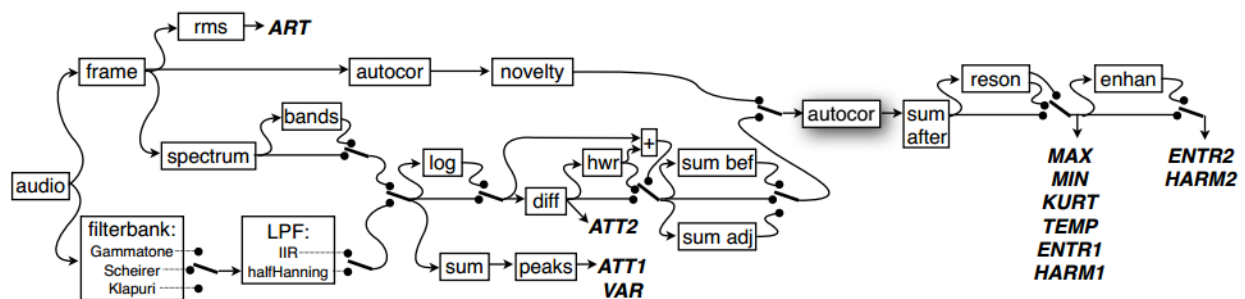 rms
ART
frame
autocor
novelty
reson
enhan
bands
autocor
sum
after
spectrum
log
hwr
+
sum bef
MAX
MIN
KURT
TEMP
ENTR1
HARM1
ENTR2
HARM2
audio
diff
ATT2
sum adj
filterbank:
Gammatone
Scheirer
Klapuri
LPF:
IIR
halfHanning
sum
peaks
ATT1
VAR